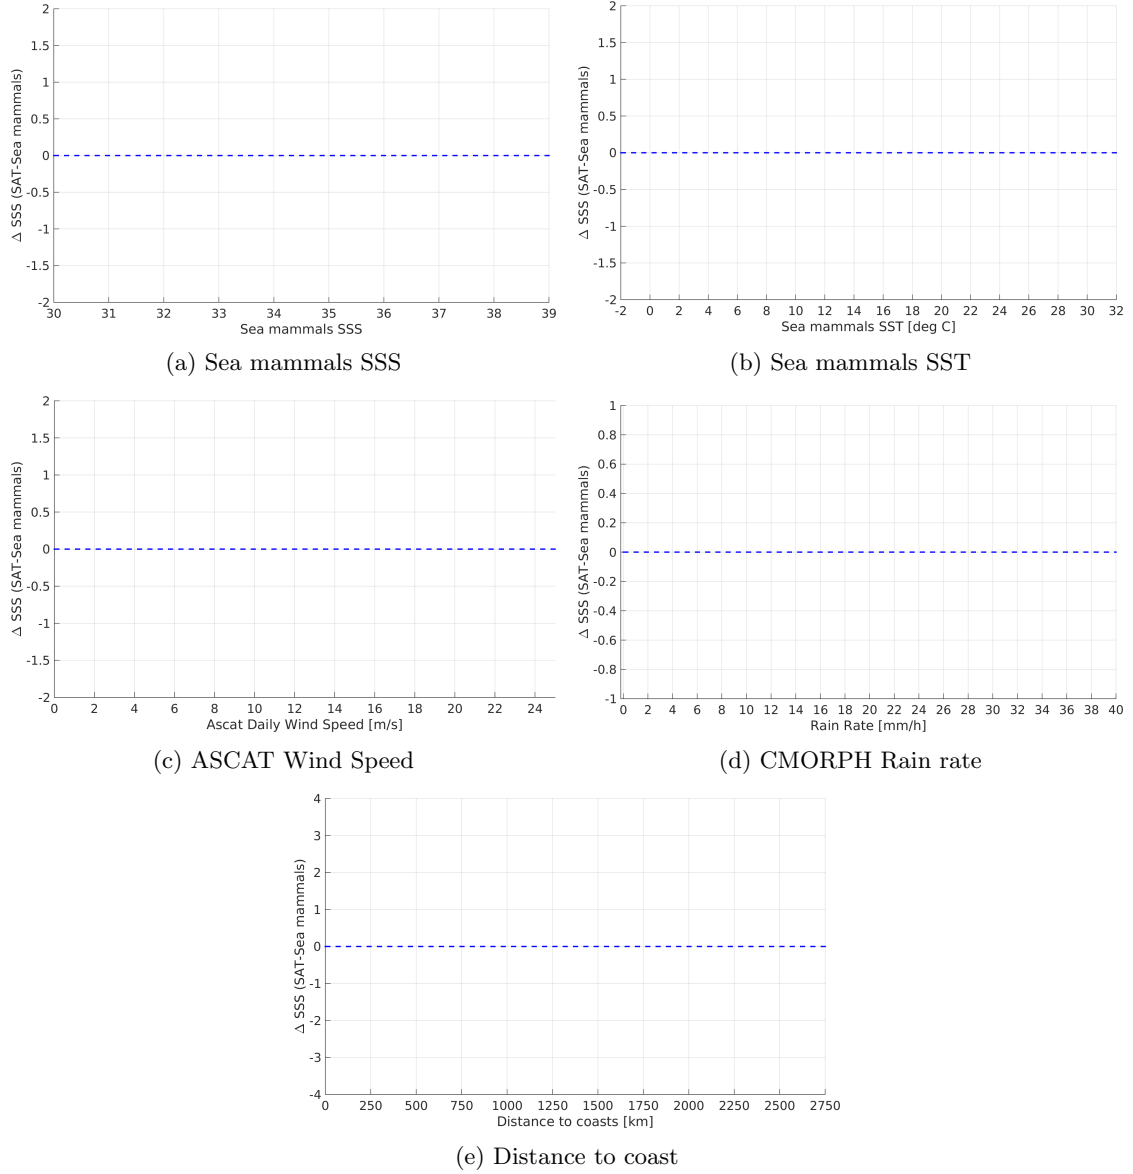 2
1.5
1
0.5
0
-0.5
-1
-1.5
-2
30 31 32 33 34 35 36 37 38 39
Δ SSS (SAT-Sea mammals)
Sea mammals SSS
(a) Sea mammals SSS
2
1.5
1
0.5
0
-0.5
-1
-1.5
-2
-2 0 2 4 6 8 10 12 14 16 18 20 22 24 26 28 30 32
Δ SSS (SAT-Sea mammals)
Sea mammals SST [deg C]
(b) Sea mammals SST
2
1.5
1
0.5
0
-0.5
-1
-1.5
-2
0 2 4 6 8 10 12 14 16 18 20 22 24
Δ SSS (SAT-Sea mammals)
Ascat Daily Wind Speed [m/s]
(c) ASCAT Wind Speed
1
0.8
0.6
0.4
0.2
0
-0.2
-0.4
-0.6
-0.8
-1
0 2 4 6 8 10 12 14 16 18 20 22 24 26 28 30 32 34 36 38 40
Δ SSS (SAT-Sea mammals)
Rain Rate [mm/h]
(d) CMORPH Rain rate
4
3
2
1
0
-1
-2
-3
-4
0 250 500 750 1000 1250 1500 1750 2000 2250 2500 2750
Δ SSS (SAT-Sea mammals)
Distance to coasts [km]
(e) Distance to coast